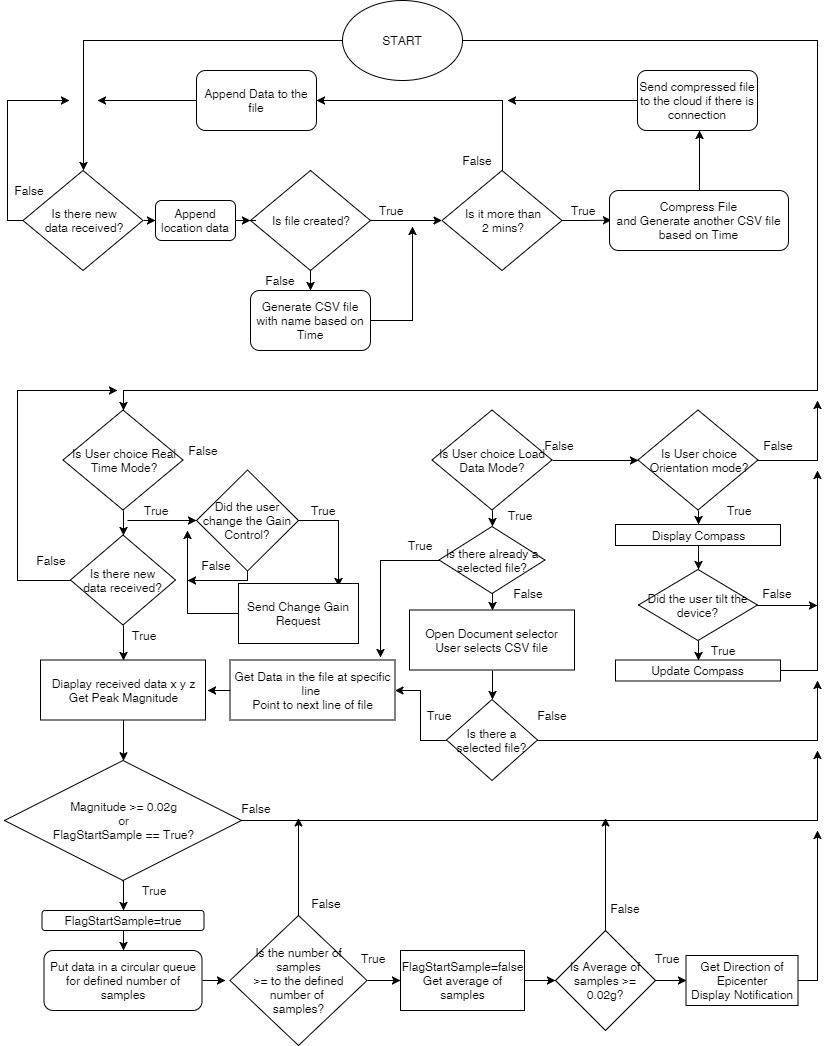 START
Append Data to the
file
Send compressed file
to the cloud if there is
connection
False
False
Is there new
data received?
Append
location data
Is file created?
True
Is it more than
2 mins?
True
Compress File
and Generate another CSV file
based on Time
False
Generate CSV file
with name based on
Time
Is User choice Real
Time Mode?
False
Is User choice Load
Data Mode?
False
Is User choice
Orientation mode?
False
True
Did the user
change the Gain
Control?
True
True
True
Display Compass
False
Is there new
data received?
False
True
Is there already a
selected file?
False
Did the user tilt the
device?
False
Send Change Gain
Request
Open Document selector
User selects CSV file
True
True
Update Compass
Diaplay received data x y z
Get Peak Magnitude
Get Data in the file at specific
line
Point to next line of file
True
Is there a
selected file?
False
Magnitude >= 0.02g
or
FlagStartSample == True?
False
True
FlagStartSample=true
False
False
Put data in a circular queue
for defined number of
samples
Is the number of
samples
>= to the defined
number of
samples?
True
FlagStartSample=false
Get average of
samples
Is Average of
samples >=
0.02g?
True
Get Direction of
Epicenter
Display Notification